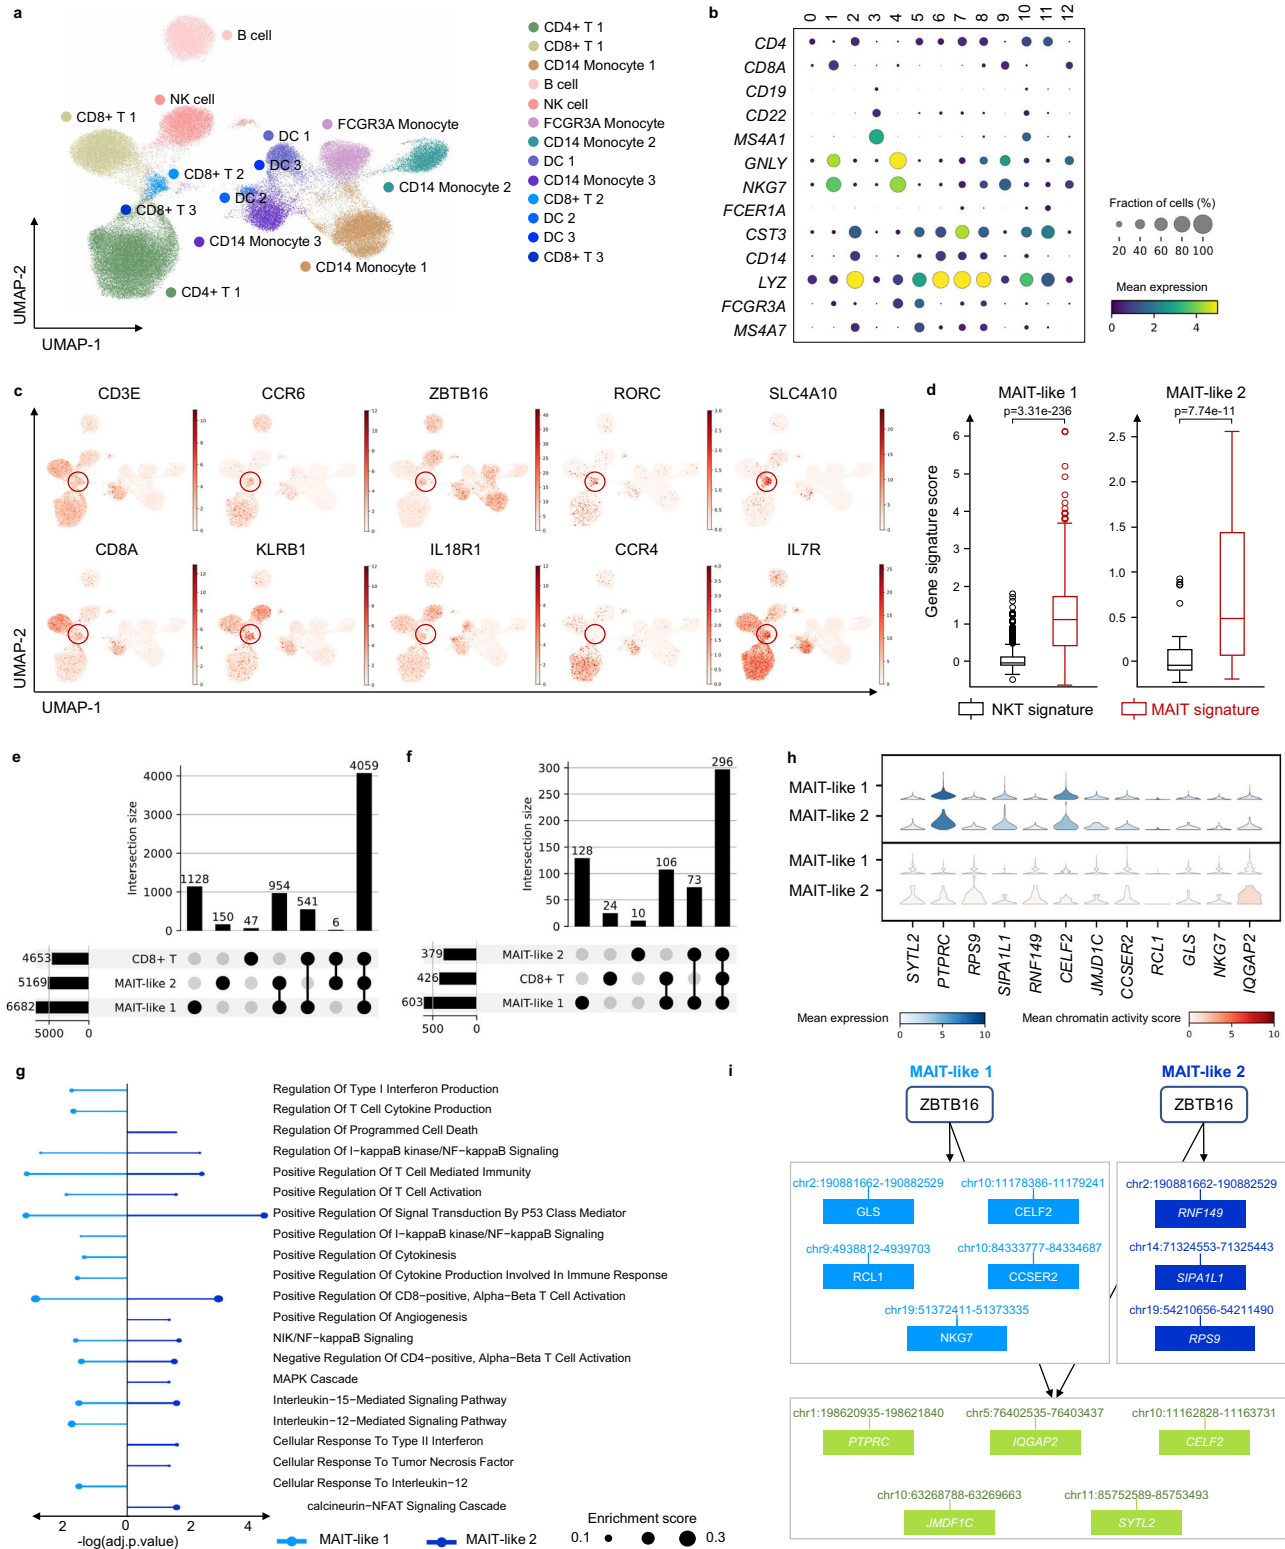 a
B cell
NK cell
CD8+ T 1
DC 1
FCGR3A Monocyte
DC 3
CD8+ T 2
CD14 Monocyte 2
DC 2
CD8+ T 3
CD14 Monocyte 3
CD14 Monocyte 1
CD4+ T 1
UMAP-2
UMAP-1
CD4+ T 1
CD8+ T 1
CD14 Monocyte 1
B cell
NK cell
FCGR3A Monocyte
CD14 Monocyte 2
DC 1
CD14 Monocyte 3
CD8+ T 2
DC 2
DC 3
CD8+ T 3
b
0 1 2 3 4 5 6 7 8 9 10 11 12
CD4
CD8A
CD19
CD22
MS4A1
GNLY
NKG7
FCER1A
CST3
CD14
LYZ
FCGR3A
MS4A7
Fraction of cells (%)
20 40 60 80 100
Mean expression
0 2 4
c
CD3E CCR6 ZBTB16 RORC SLC4A10
CD8A KLRB1 IL18R1 CCR4 IL7R
UMAP-2
UMAP-1
d
MAIT-like 1 MAIT-like 2
p=3.31e-236 p=7.74e-11
Gene signature score
6
5
4
3
2
1
0
2.5
2.0
1.5
1.0
0.5
0
NKT signature MAIT signature
e
4059
4000
3000
2000
1000
0
Intersection size
1128 150 47 954 541 6
4653 CD8+ T
5169 MAIT-like 2
6682 MAIT-like 1
5000 0
f
296
300
250
200
150
100
50
0
Intersection size
128 24 10 106 73
379 MAIT-like 2
426 CD8+ T
603 MAIT-like 1
500 0
h
MAIT-like 1
MAIT-like 2
MAIT-like 1
MAIT-like 2
SYTL2 PTPRC RPS9 SIPA1L1 RNF149 CELF2 JMJD1C CCSER2 RCL1 GLS NKG7 IQGAP2
Mean expression 0 5 10
Mean chromatin activity score 0 5 10
g
Regulation Of Type I Interferon Production
Regulation Of T Cell Cytokine Production
Regulation Of Programmed Cell Death
Regulation Of I−kappaB kinase/NF−kappaB Signaling
Positive Regulation Of T Cell Mediated Immunity
Positive Regulation Of T Cell Activation
Positive Regulation Of Signal Transduction By P53 Class Mediator
Positive Regulation Of I−kappaB kinase/NF−kappaB Signaling
Positive Regulation Of Cytokinesis
Positive Regulation Of Cytokine Production Involved In Immune Response
Positive Regulation Of CD8−positive, Alpha−Beta T Cell Activation
Positive Regulation Of Angiogenesis
NIK/NF−kappaB Signaling
Negative Regulation Of CD4−positive, Alpha−Beta T Cell Activation
MAPK Cascade
Interleukin−15−Mediated Signaling Pathway
Interleukin−12−Mediated Signaling Pathway
Cellular Response To Type II Interferon
Cellular Response To Tumor Necrosis Factor
Cellular Response To Interleukin−12
calcineurin−NFAT Signaling Cascade
2 0 2 4
-log(adj.p.value)
MAIT-like 1 MAIT-like 2
Enrichment score
0.1 0.3
i
MAIT-like 1 MAIT-like 2
ZBTB16 ZBTB16
chr2:190881662-190882529 chr10:11178386-11179241
GLS CELF2
chr9:4938812-4939703 chr10:84333777-84334687
RCL1 CCSER2
chr19:51372411-51373335
NKG7
chr2:190881662-190882529
RNF149
chr14:71324553-71325443
SIPA1L1
chr19:54210656-54211490
RPS9
chr1:198620935-198621840 chr5:76402535-76403437 chr10:11162828-11163731
PTPRC IQGAP2 CELF2
chr10:63268788-63269663 chr11:85752589-85753493
JMDF1C SYTL2